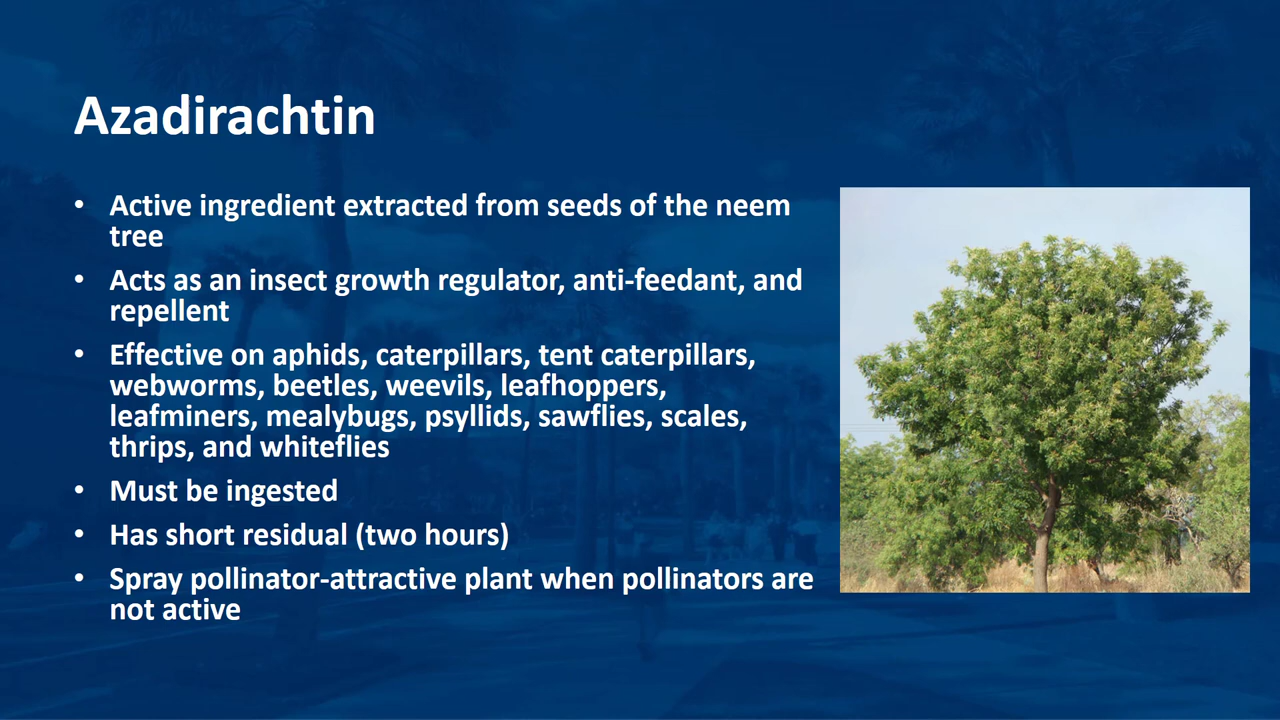 Azadirachtin
• Active ingredient extracted from seeds of the neem
tree
• Acts as an insect growth regulator, anti-feedant, and
repellent
• Effective on aphids, caterpillars, tent caterpillars,
webworms, beetles, weevils, leafhoppers,
leafminers, mealybugs, psyllids, sawflies, scales,
thrips, and whiteflies
• Must be ingested
• Has short residual (two hours)
• Spray pollinator-attractive plant when pollinators are
not active